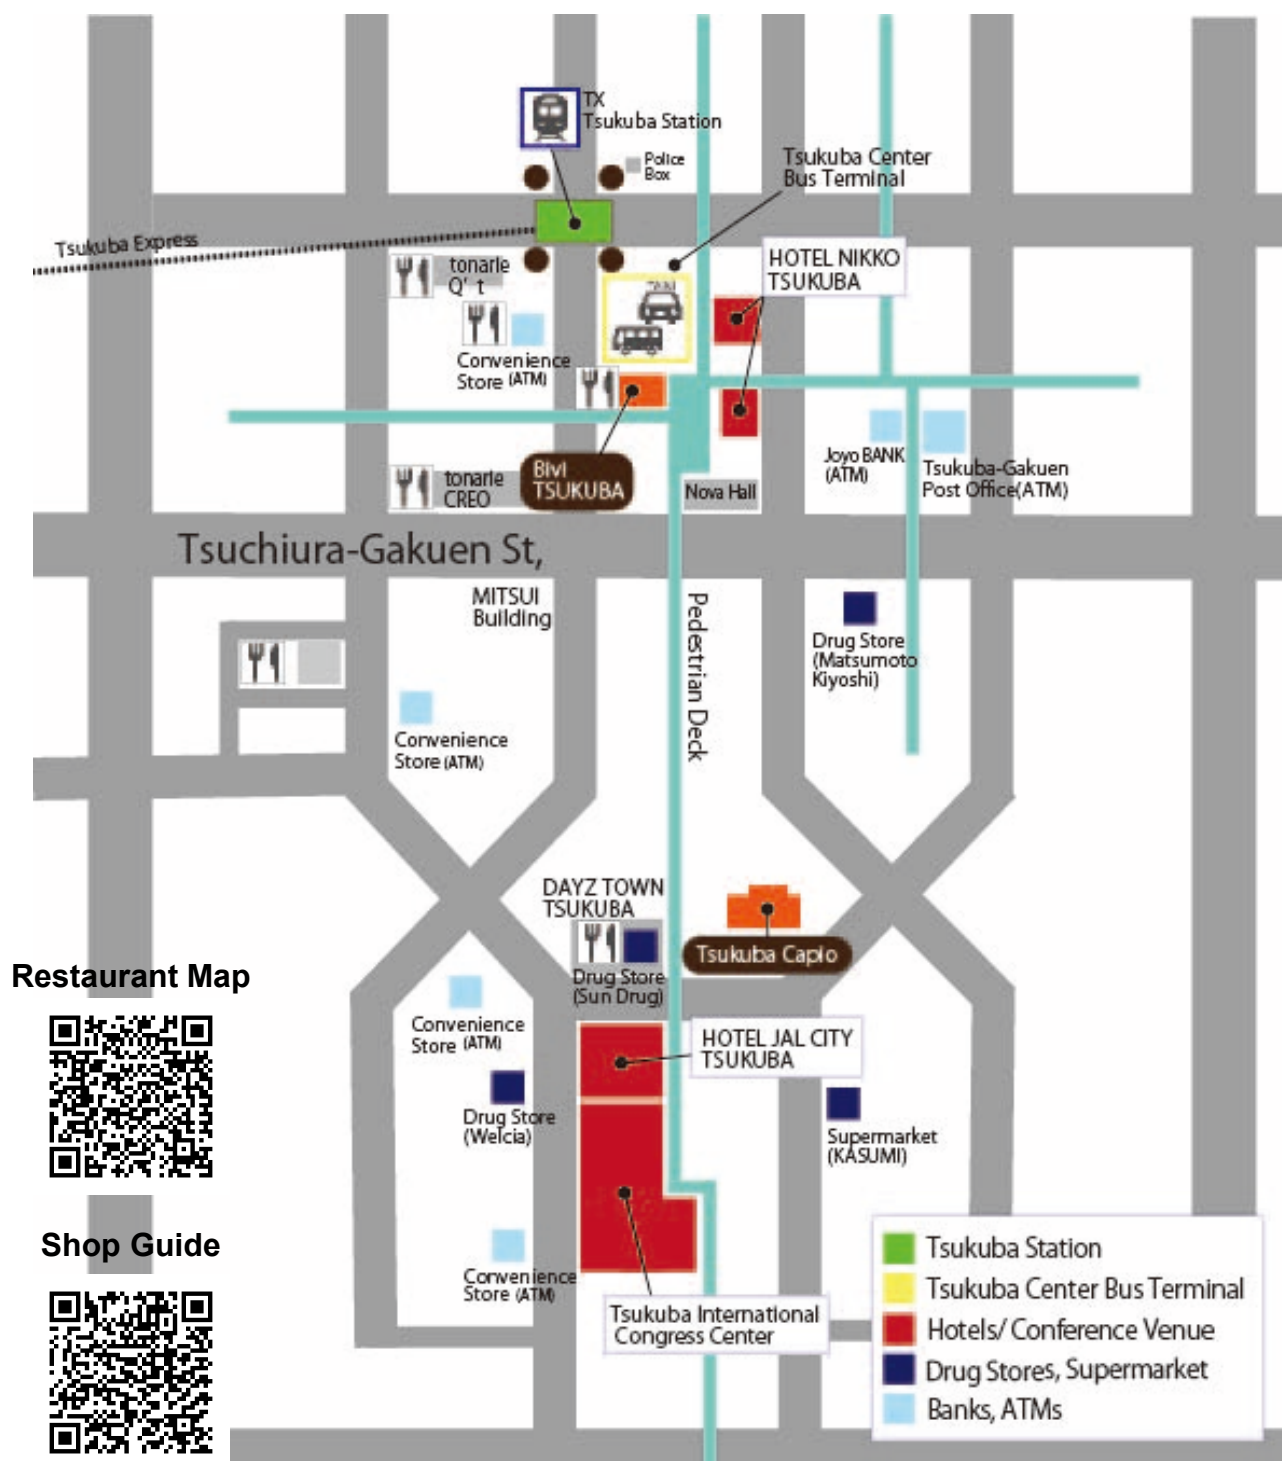 TX
Tsukuba Station
Police
Box
Tsukuba Center
Bus Terminal
Tsukuba Express
HOTEL NIKKO
TSUKUBA
tonarie
Q't
TAXI
Convenience
Store (ATM)
Bivi
TSUKUBA
Joyo BANK
(ATM)
Tsukuba-Gakuen
Post Office(ATM)
tonarie
CREO
Nova Hall
Tsuchiura-Gakuen St,
MITSUI
Building
Pedestrian Deck
Drug Store
(Matsumoto
Kiyoshi)
Convenience
Store (ATM)
DAYZ TOWN
TSUKUBA
Tsukuba Capio
Drug Store
(Sun Drug)
Restaurant Map
Convenience
Store (ATM)
HOTEL JAL CITY
TSUKUBA
Drug Store
(Welcia)
Supermarket
(KASUMI)
Shop Guide
Convenience
Store (ATM)
Tsukuba International
Congress Center
Tsukuba Station
Tsukuba Center Bus Terminal
Hotels/ Conference Venue
Drug Stores, Supermarket
Banks, ATMs